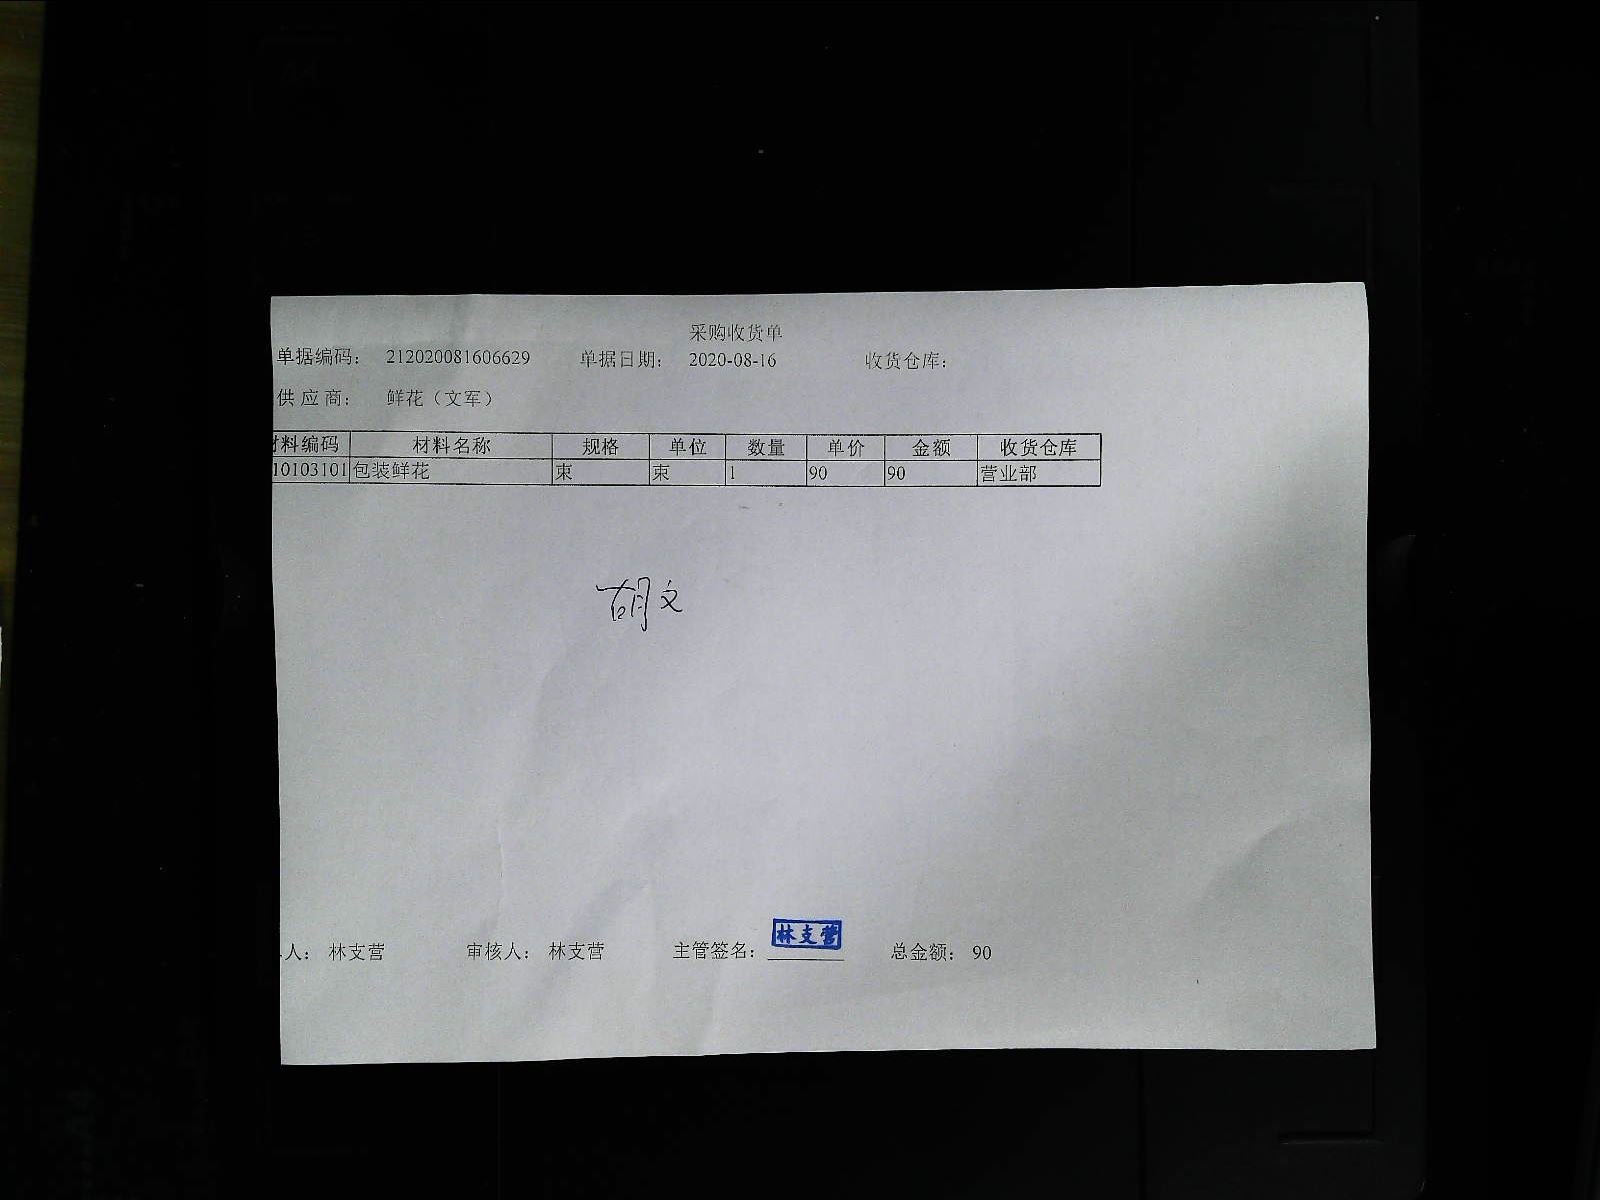 采购收货单
单据编码： 212020081606629 单据日期： 2020-08-16 收货仓库：
供应商： 鲜花（文军）
材料编码 材料名称 规格 单位 数量 单价 金额 收货仓库
10103101 包装鲜花 束 束 1 90 90 营业部
胡文
林支营
人： 林支营 审核人： 林支营 主管签名： 总金额： 90